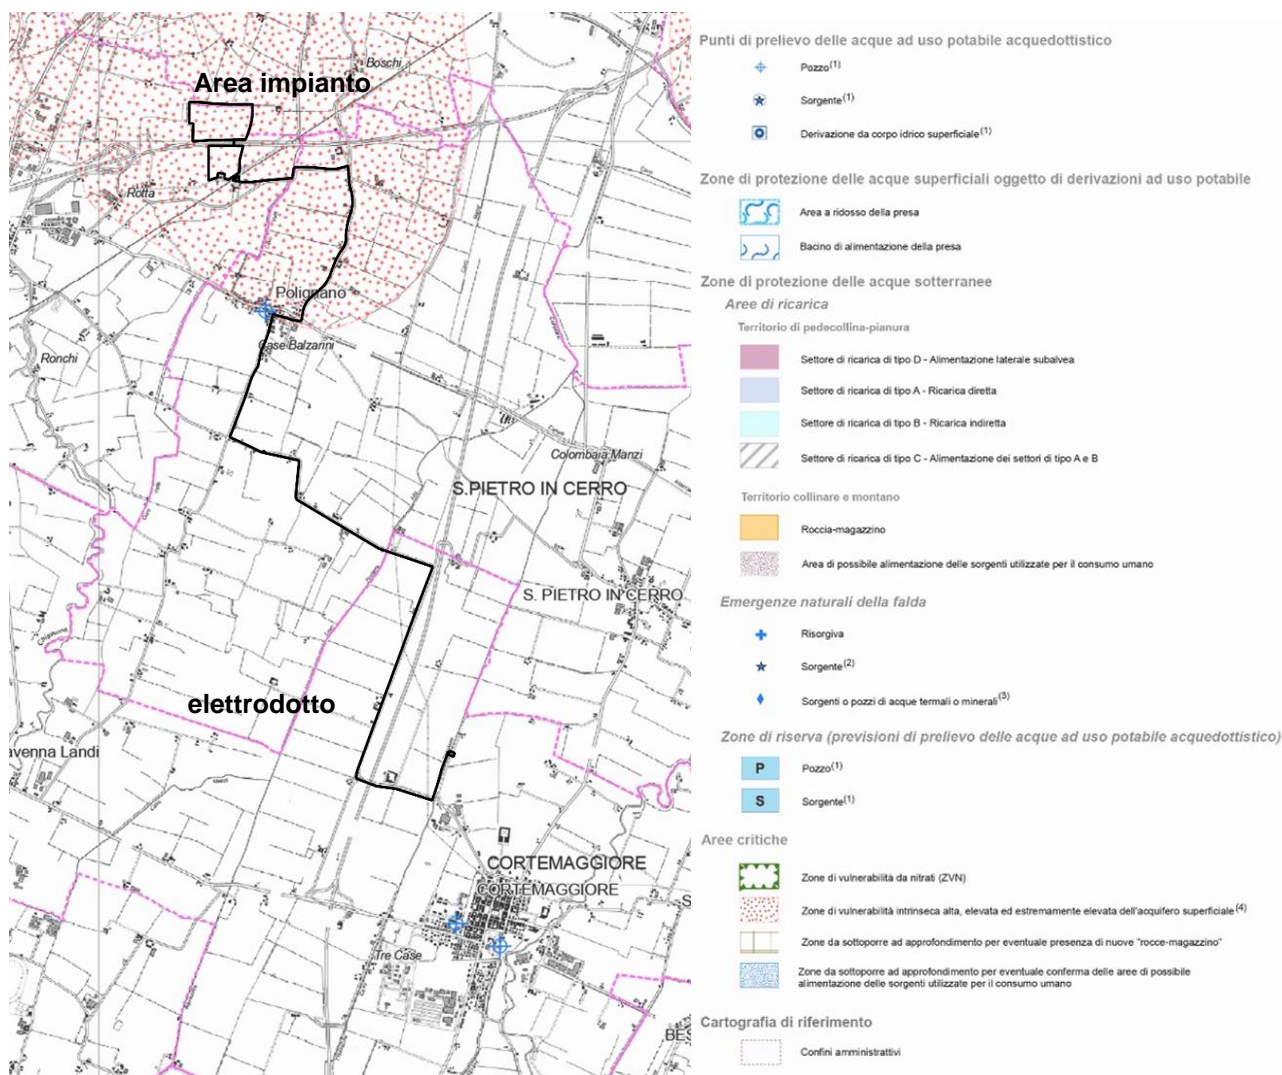 Area impianto
Boschi
Rotta
Polignano
Case Balzarini
Ronchi
Colombaia Manzi
S.PIETRO IN CERRO
S. PIETRO IN CERRO
elettrodotto
avenna Landi
CORTEMAGGIORE
CORTEMAGGIORE
S
Tre Case
BES
Punti di prelievo delle acque ad uso potabile acquedottistico
Pozzo(1)
Sorgente(1)
Derivazione da corpo idrico superficiale(1)
Zone di protezione delle acque superficiali oggetto di derivazioni ad uso potabile
Area a ridosso della presa
Bacino di alimentazione della presa
Zone di protezione delle acque sotterranee
Aree di ricarica
Territorio di pedecollina-pianura
Settore di ricarica di tipo D - Alimentazione laterale subalvea
Settore di ricarica di tipo A - Ricarica diretta
Settore di ricarica di tipo B - Ricarica indiretta
Settore di ricarica di tipo C - Alimentazione dei settori di tipo A e B
Territorio collinare e montano
Roccia-magazzino
Area di possibile alimentazione delle sorgenti utilizzate per il consumo umano
Emergenze naturali della falda
Risorgiva
Sorgente(2)
Sorgenti o pozzi di acque termali o minerali(3)
Zone di riserva (previsioni di prelievo delle acque ad uso potabile acquedottistico)
P Pozzo(1)
S Sorgente(1)
Aree critiche
Zone di vulnerabilità da nitrati (ZVN)
Zone di vulnerabilità intrinseca alta, elevata ed estremamente elevata dell'acquifero superficiale(4)
Zone da sottoporre ad approfondimento per eventuale presenza di nuove "rocce-magazzino"
Zone da sottoporre ad approfondimento per eventuale conferma delle aree di possibile
alimentazione delle sorgenti utilizzate per il consumo umano
Cartografia di riferimento
Confini amministrativi